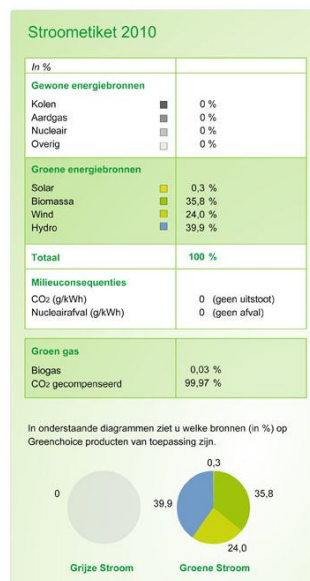 Stroometiket 2010
In %
Gewone energiebronnen
Kolen 0 %
Aardgas 0 %
Nucleair 0 %
Overig 0 %
Groene energiebronnen
Solar 0,3 %
Biomassa 35,8 %
Wind 24,0 %
Hydro 39,9 %
Totaal 100 %
Milieuconsequenties
CO2 (g/kWh) 0 (geen uitstoot)
Nucleairafval (g/kWh) 0 (geen afval)
Groen gas
Biogas 0,03 %
CO2 gecompenseerd 99,97 %
In onderstaande diagrammen ziet u welke bronnen (in %) op
Greenchoice producten van toepassing zijn.
0,3
0
39,9
35,8
24,0
Grijze Stroom
Groene Stroom